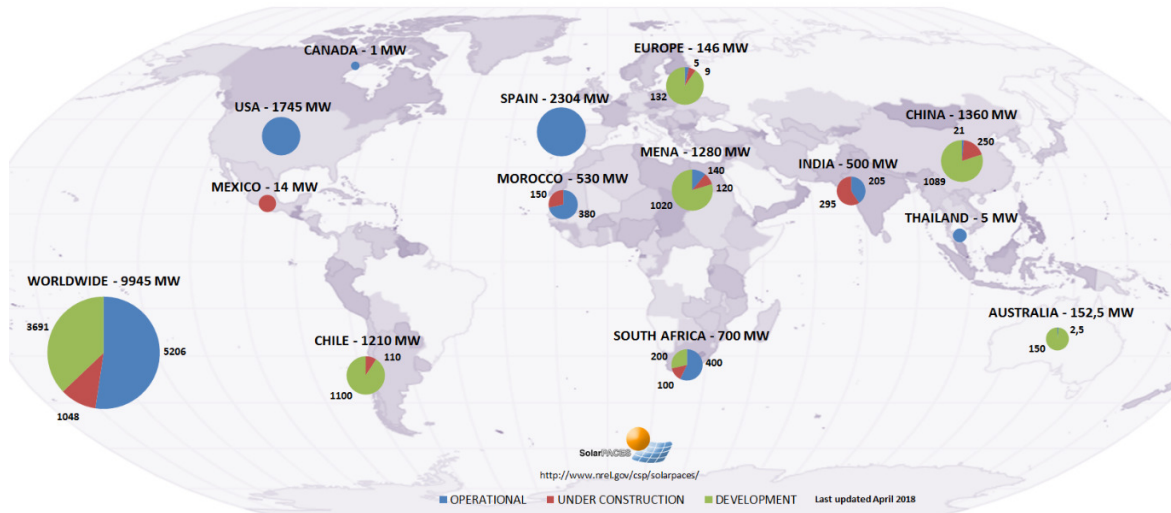 CANADA - 1 MW
EUROPE - 146 MW
5
9
132
USA - 1745 MW
SPAIN - 2304 MW
CHINA - 1360 MW
21
250
1089
MENA - 1280 MW
140
120
1020
INDIA - 500 MW
205
295
MEXICO - 14 MW
MOROCCO - 530 MW
150
380
THAILAND - 5 MW
WORLDWIDE - 9945 MW
3691
5206
1048
CHILE - 1210 MW
110
1100
SOUTH AFRICA - 700 MW
200
400
100
AUSTRALIA - 152,5 MW
2,5
150
SolarPACES
http://www.nrel.gov/csp/solarpaces/
OPERATIONAL UNDER CONSTRUCTION DEVELOPMENT Last updated April 2018